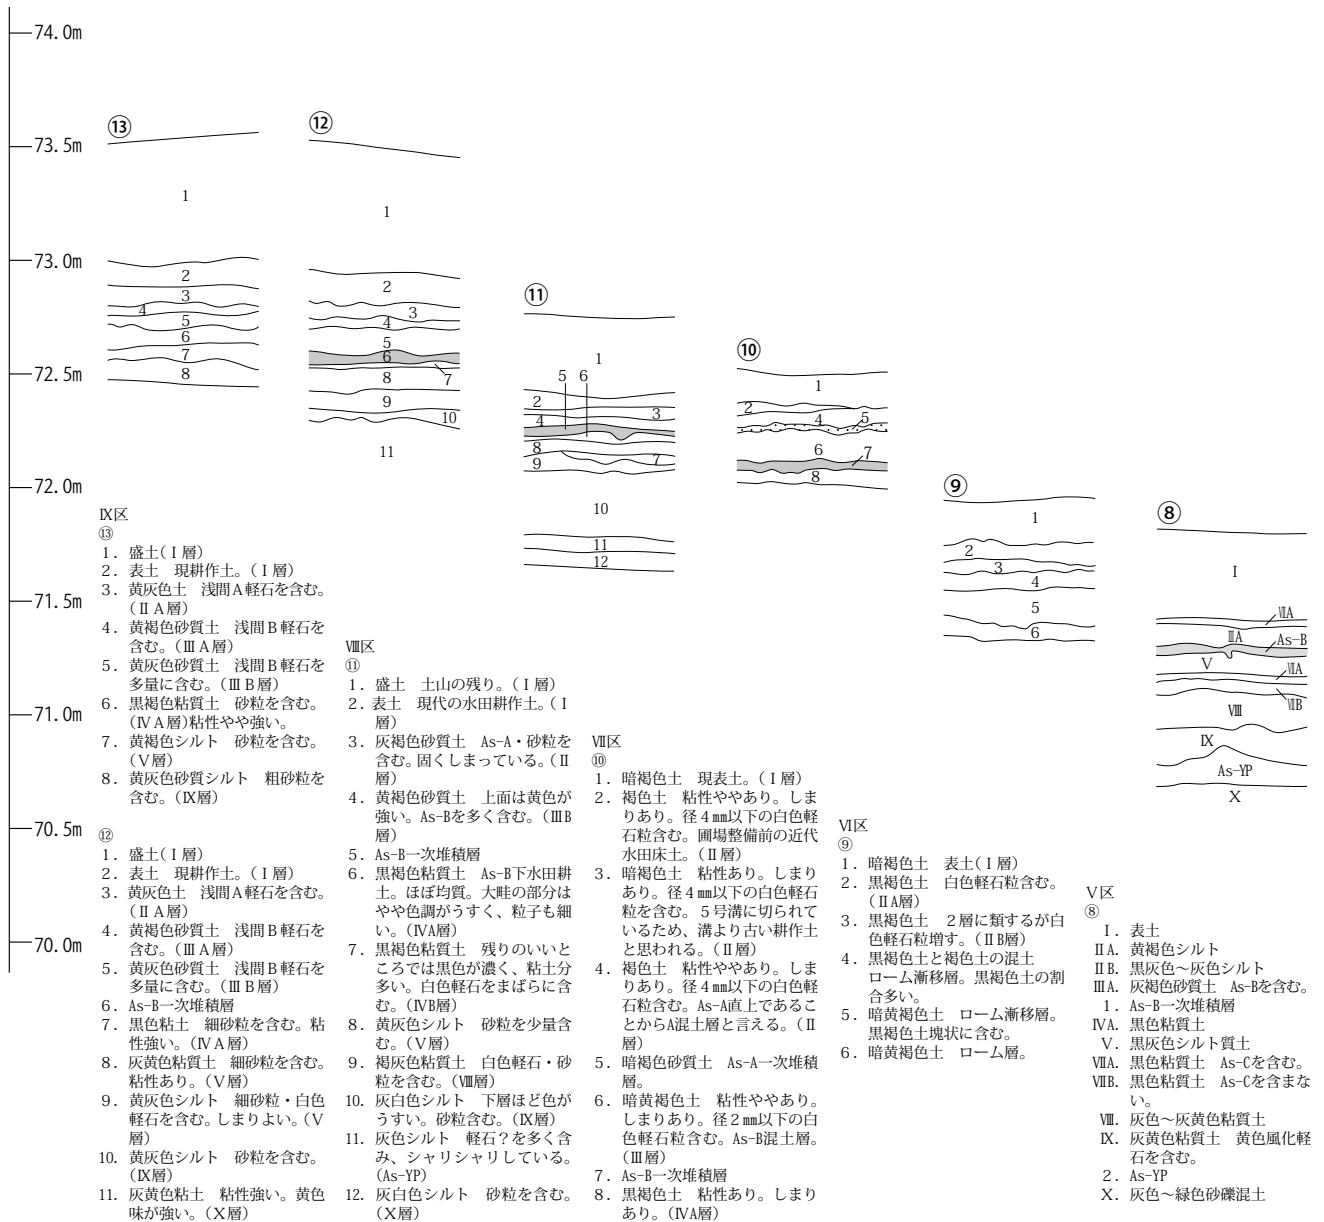 74.0m
73.5m
73.0m
72.5m
72.0m
71.5m
71.0m
70.5m
70.0m
⑬
1
2
3
4
5
6
7
8
⑫
1
2
3
4
5
6
7
8
9
10
11
⑪
1
5 6
2
3
4
8
7
9
10
11
12
⑩
1
2
4
5
6
7
8
⑨
1
2
3
4
5
6
⑧
Ⅰ
ⅦA
ⅢA
As-B
Ⅴ
ⅦA
ⅦB
Ⅷ
Ⅸ
As-YP
Ⅹ
Ⅸ区
⑬
1. 盛土(Ⅰ層)
2. 表土 現耕作土。(Ⅰ層)
3. 黄灰色土 浅間A軽石を含む。
(ⅡA層)
4. 黄褐色砂質土 浅間B軽石を
含む。(ⅢA層)
5. 黄灰色砂質土 浅間B軽石を
多量に含む。(ⅢB層)
6. 黒褐色粘質土 砂粒を含む。
(ⅣA層)粘性やや強い。
7. 黄褐色シルト 砂粒を含む。
(Ⅴ層)
8. 黄灰色砂質シルト 粗砂粒を
含む。(Ⅸ層)
⑫
1. 盛土(Ⅰ層)
2. 表土 現耕作土。(Ⅰ層)
3. 黄灰色土 浅間A軽石を含む。
(ⅡA層)
4. 黄褐色砂質土 浅間B軽石を
含む。(ⅢA層)
5. 黄灰色砂質土 浅間B軽石を
多量に含む。(ⅢB層)
6. As-B一次堆積層
7. 黒色粘土 細砂粒を含む。粘
性強い。(ⅣA層)
8. 灰黄色粘質土 細砂粒を含む。
粘性あり。(Ⅴ層)
9. 黄灰色シルト 細砂粒・白色
軽石を含む。しまりよい。(Ⅴ
層)
10. 黄灰色シルト 砂粒を含む。
(Ⅸ層)
11. 灰黄色粘土 粘性強い。黄色
味が強い。(Ⅹ層)
Ⅷ区
⑪
1. 盛土 土山の残り。(Ⅰ層)
2. 表土 現代の水田耕作土。(Ⅰ
層)
3. 灰褐色砂質土 As-A・砂粒を
含む。固くしまっている。(Ⅱ
層)
4. 黄褐色砂質土 上面は黄色が
強い。As-Bを多く含む。(ⅢB
層)
5. As-B一次堆積層
6. 黒褐色粘質土 As-B下水田耕
土。ほぼ均質。大畦の部分は
やや色調がうすく、粒子も細
い。(ⅣA層)
7. 黒褐色粘質土 残りのいいと
ころでは黒色が濃く、粘土分
多い。白色軽石をまばらに含
む。(ⅣB層)
8. 黄灰色シルト 砂粒を少量含
む。(Ⅴ層)
9. 褐灰色粘質土 白色軽石・砂
粒を含む。(Ⅷ層)
10. 灰白色シルト 下層ほど色が
うすい。砂粒含む。(Ⅸ層)
11. 灰色シルト 軽石?を多く含
み、シャリシャリしている。
(As-YP)
12. 灰白色シルト 砂粒を含む。
(Ⅹ層)
Ⅶ区
⑩
1. 暗褐色土 現表土。(Ⅰ層)
2. 褐色土 粘性ややあり。しま
りあり。径4㎜以下の白色軽
石粒含む。圃場整備前の近代
水田床土。(Ⅱ層)
3. 暗褐色土 粘性あり。しまり
あり。径4㎜以下の白色軽石
粒を含む。5号溝に切られて
いるため、溝より古い耕作土
と思われる。(Ⅱ層)
4. 褐色土 粘性ややあり。しま
りあり。径4㎜以下の白色軽
石粒含む。As-A直上であるこ
とからA混土層と言える。(Ⅱ
層)
5. 暗褐色砂質土 As-A一次堆積
層。
6. 暗黄褐色土 粘性ややあり。
しまりあり。径2㎜以下の白
色軽石粒含む。As-B混土層。
(Ⅲ層)
7. As-B一次堆積層
8. 黒褐色土 粘性あり。しまり
あり。(ⅣA層)
Ⅵ区
⑨
1. 暗褐色土 表土(Ⅰ層)
2. 黒褐色土 白色軽石粒含む。
(ⅡA層)
3. 黒褐色土 2層に類するが白
色軽石粒増す。(ⅡB層)
4. 黒褐色土と褐色土の混土
ローム漸移層。黒褐色土の割
合多い。
5. 暗黄褐色土 ローム漸移層。
黒褐色土塊状に含む。
6. 暗黄褐色土 ローム層。
Ⅴ区
⑧
Ⅰ. 表土
ⅡA. 黄褐色シルト
ⅡB. 黒灰色～灰色シルト
ⅢA. 灰褐色砂質土 As-Bを含む。
1. As-B一次堆積層
ⅣA. 黒色粘質土
Ⅴ. 黒灰色シルト質土
ⅦA. 黒色粘質土 As-Cを含む。
ⅦB. 黒色粘質土 As-Cを含まな
い。
Ⅷ. 灰色～灰黄色粘質土
Ⅸ. 灰黄色粘質土 黄色風化軽
石を含む。
2. As-YP
Ⅹ. 灰色～緑色砂礫混土